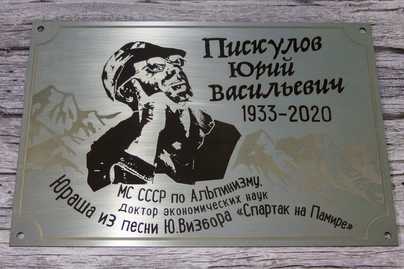 Пискулов
Юрий
Васильевич
1933-2020
МС СССР по Альпинизму,
Доктор экономических наук
Юраша из песни Ю.Визбора «Спартак на Памире»